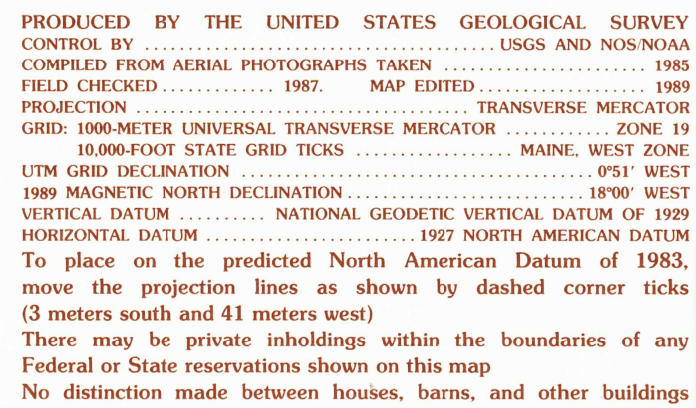 PRODUCED BY THE UNITED STATES GEOLOGICAL SURVEY
CONTROL BY ........................................ USGS AND NOS/NOAA
COMPILED FROM AERIAL PHOTOGRAPHS TAKEN .................. 1985
FIELD CHECKED ............. 1987. MAP EDITED ................ 1989
PROJECTION ....................................... TRANSVERSE MERCATOR
GRID: 1000-METER UNIVERSAL TRANSVERSE MERCATOR ............ ZONE 19
10,000-FOOT STATE GRID TICKS .................. MAINE, WEST ZONE
UTM GRID DECLINATION ......................................... 0°51′ WEST
1989 MAGNETIC NORTH DECLINATION ........................... 18°00′ WEST
VERTICAL DATUM .......... NATIONAL GEODETIC VERTICAL DATUM OF 1929
HORIZONTAL DATUM ........................ 1927 NORTH AMERICAN DATUM
To place on the predicted North American Datum of 1983,
move the projection lines as shown by dashed corner ticks
(3 meters south and 41 meters west)
There may be private inholdings within the boundaries of any
Federal or State reservations shown on this map
No distinction made between houses, barns, and other buildings